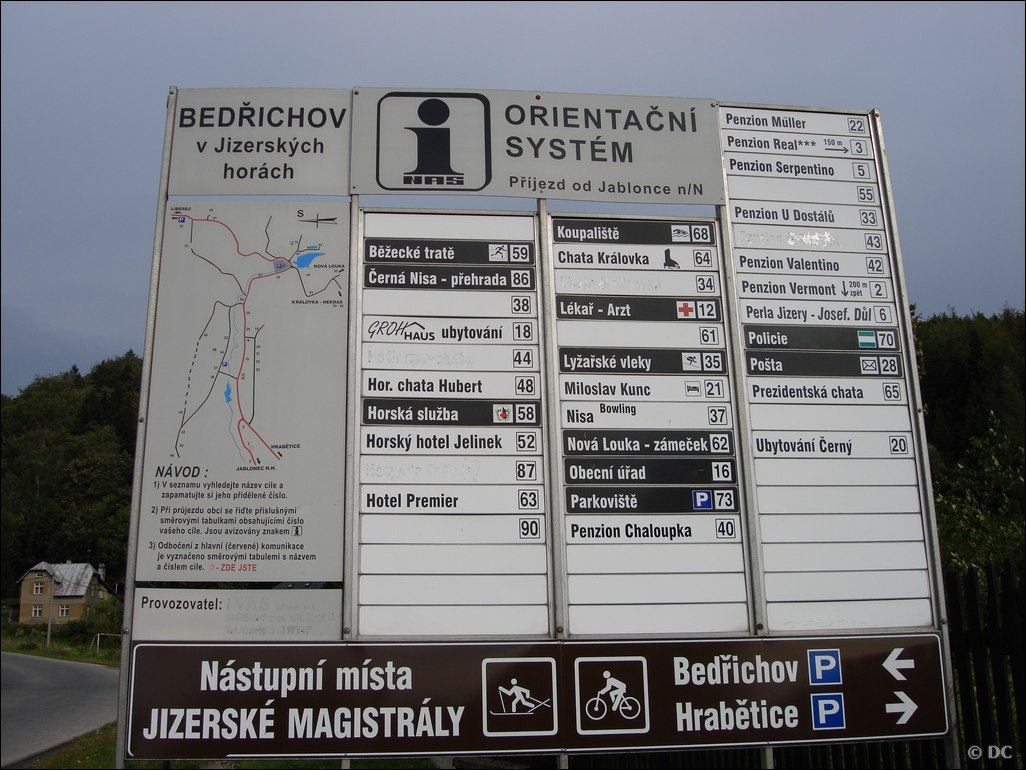 BEDŘICHOV
v Jizerských
horách
i
INAS
ORIENTAČNÍ
SYSTÉM
Příjezd od Jablonce n/N
LIBEREC
P
S
NOVÁ LOUKA
KRÁLOVKA - NEKRAS
HRABĚTICE
JABLONEC N.N.
NÁVOD :
1) V seznamu vyhledejte název cíle a
zapamatujte si jeho přidělené číslo.
2) Při průjezdu obcí se řiďte příslušnými
směrovými tabulkami obsahujícími číslo
vašeho cíle. Jsou avizovány znakem i
3) Odbočení z hlavní (červené) komunikace
je vyznačeno směrovými tabulemi s názvem
a číslem cíle. - ZDE JSTE
Provozovatel:
Běžecké tratě 59
Černá Nisa - přehrada 86
38
GROHHAUS ubytování 18
44
Hor. chata Hubert 48
Horská služba 58
Horský hotel Jelinek 52
87
Hotel Premier 63
90
Koupaliště 68
Chata Královka 64
34
Lékař - Arzt 12
61
Lyžařské vleky 35
Miloslav Kunc 21
Nisa Bowling 37
Nová Louka - zámeček 62
Obecní úřad 16
Parkoviště P 73
Penzion Chaloupka 40
Penzion Müller 22
Penzion Real*** 150 m 3
Penzion Serpentino 5
55
Penzion U Dostálů 33
43
Penzion Valentino 42
Penzion Vermont 200 m zpět 2
Perla Jizery - Josef. Důl 6
Policie 70
Pošta 28
Prezidentská chata 65
Ubytování Černý 20
Nástupní místa
JIZERSKÉ MAGISTRÁLY
Bedřichov P
Hrabětice P
© DC